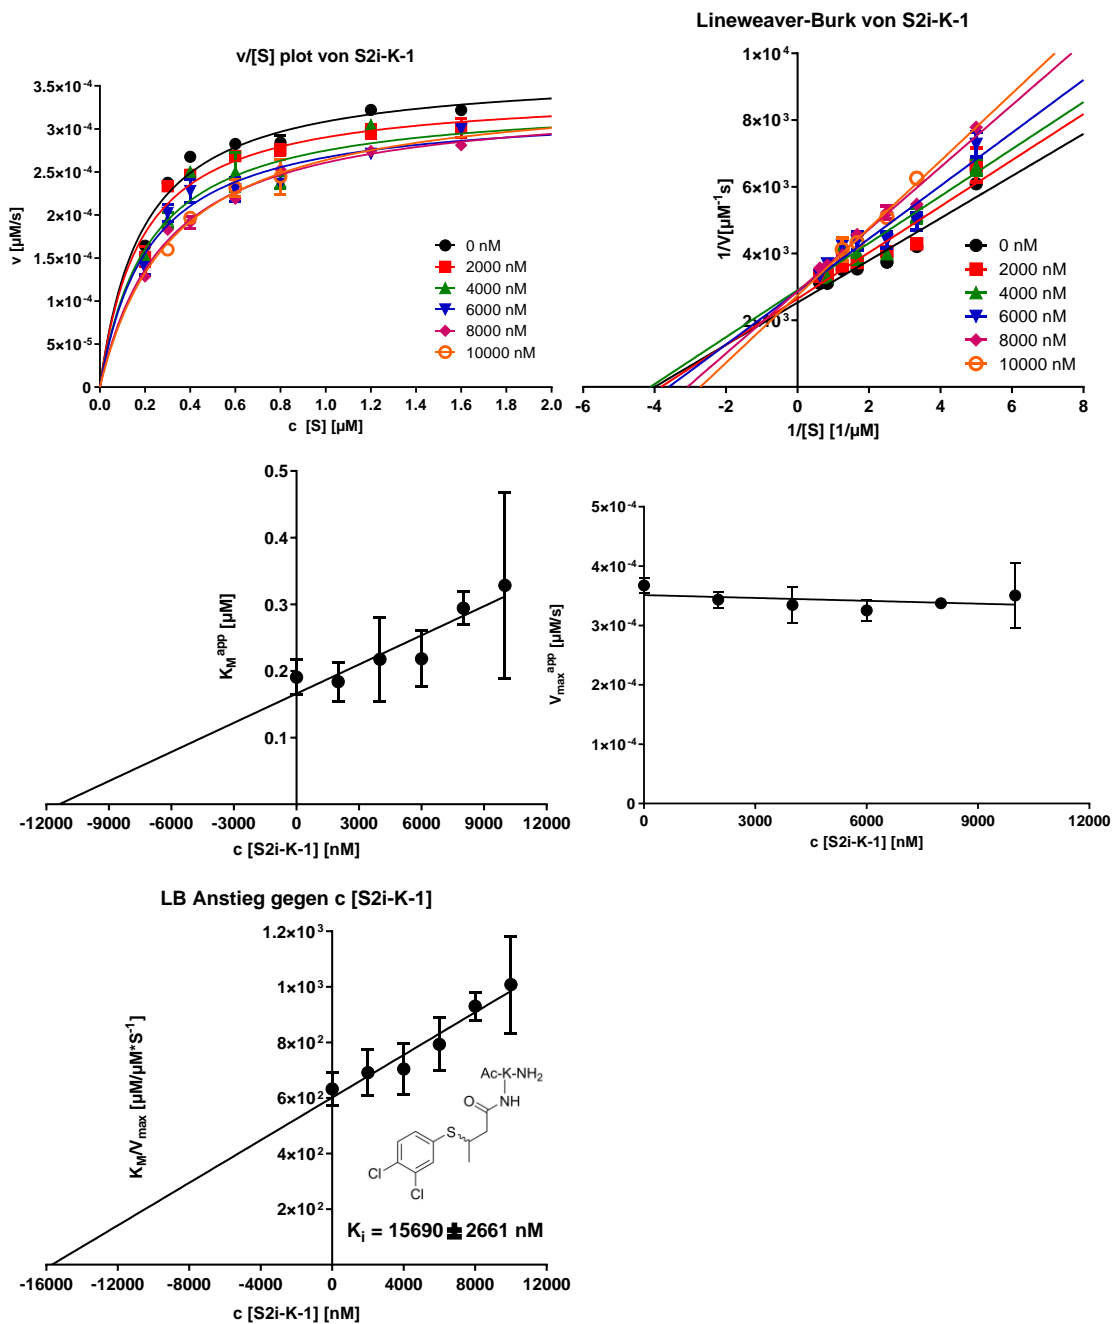 v/[S] plot von S2i-K-1
3.5×10⁻⁴
3×10⁻⁴
2.5×10⁻⁴
2×10⁻⁴
1.5×10⁻⁴
1×10⁻⁴
5×10⁻⁵
0
v [µM/s]
0.0 0.2 0.4 0.6 0.8 1.0 1.2 1.4 1.6 1.8 2.0
c [S] [µM]
0 nM
2000 nM
4000 nM
6000 nM
8000 nM
10000 nM
Lineweaver-Burk von S2i-K-1
1×10⁴
8×10³
6×10³
4×10³
2×10³
1/V[µM⁻¹s]
-6 -4 -2 0 2 4 6 8
1/[S] [1/µM]
0 nM
2000 nM
4000 nM
6000 nM
8000 nM
10000 nM
0.5
0.4
0.3
0.2
0.1
K_M^app [µM]
-12000 -9000 -6000 -3000 0 3000 6000 9000 12000
c [S2i-K-1] [nM]
5×10⁻⁴
4×10⁻⁴
3×10⁻⁴
2×10⁻⁴
1×10⁻⁴
0
V_max^app [µM/s]
0 3000 6000 9000 12000
c [S2i-K-1] [nM]
LB Anstieg gegen c [S2i-K-1]
1.2×10³
1×10³
8×10²
6×10²
4×10²
2×10²
K_M/V_max [µM/µM*S⁻¹]
Ac-K-NH₂
NH
O
S
Cl
Cl
K_i = 15690 ± 2661 nM
-16000 -12000 -8000 -4000 0 4000 8000 12000
c [S2i-K-1] [nM]